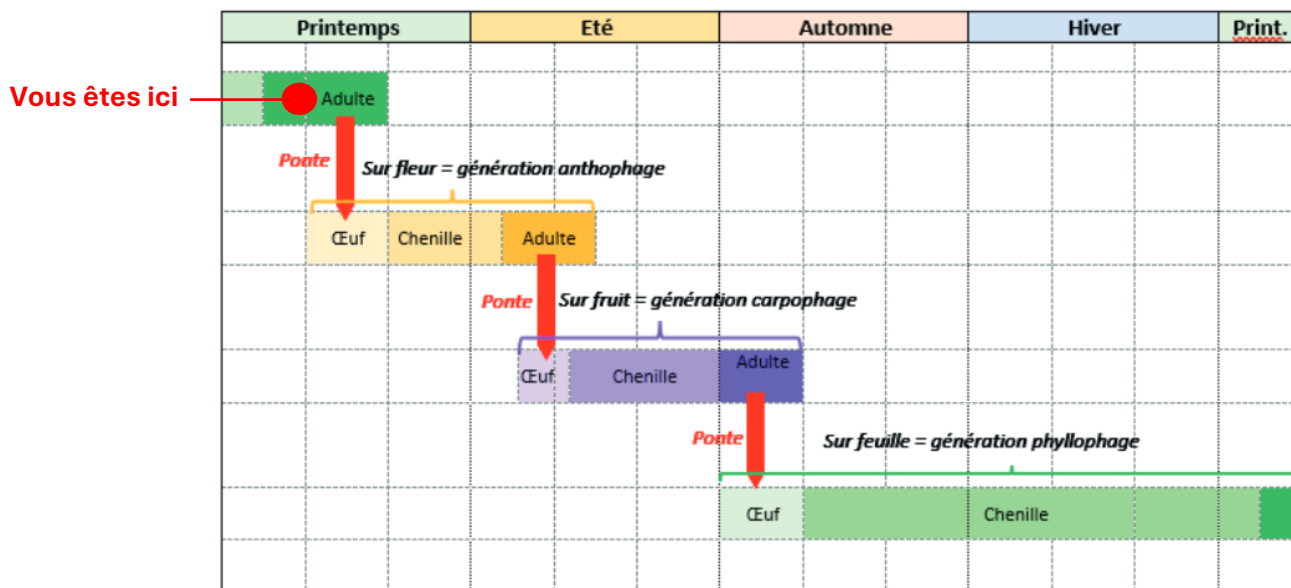 Printemps Eté Automne Hiver Print.
Vous êtes ici
Adulte
Ponte
Sur fleur = génération anthophage
Œuf Chenille Adulte
Ponte
Sur fruit = génération carpophage
Œuf Chenille Adulte
Ponte
Sur feuille = génération phyllophage
Œuf Chenille